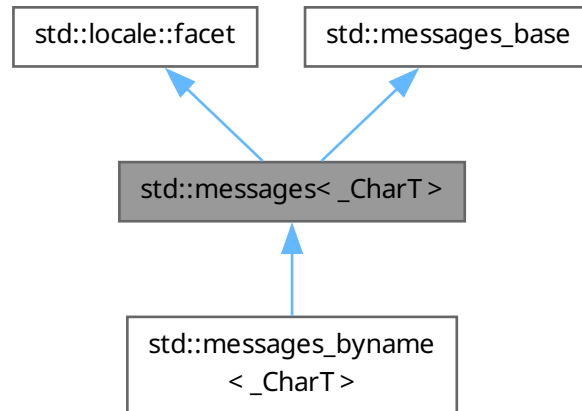 std::locale::facet
std::messages_base
std::messages< _CharT >
std::messages_byname
< _CharT >